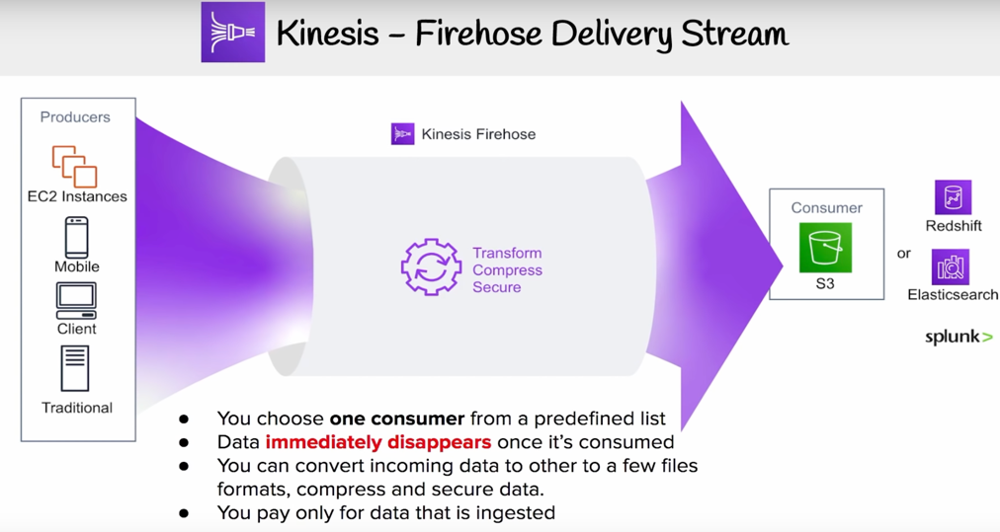 Kinesis – Firehose Delivery Stream
Producers
EC2 Instances
Mobile
Client
Traditional
Kinesis Firehose
Transform
Compress
Secure
Consumer
S3
or
Redshift
Elasticsearch
splunk>
● You choose one consumer from a predefined list
● Data immediately disappears once it's consumed
● You can convert incoming data to other to a few files
formats, compress and secure data.
● You pay only for data that is ingested